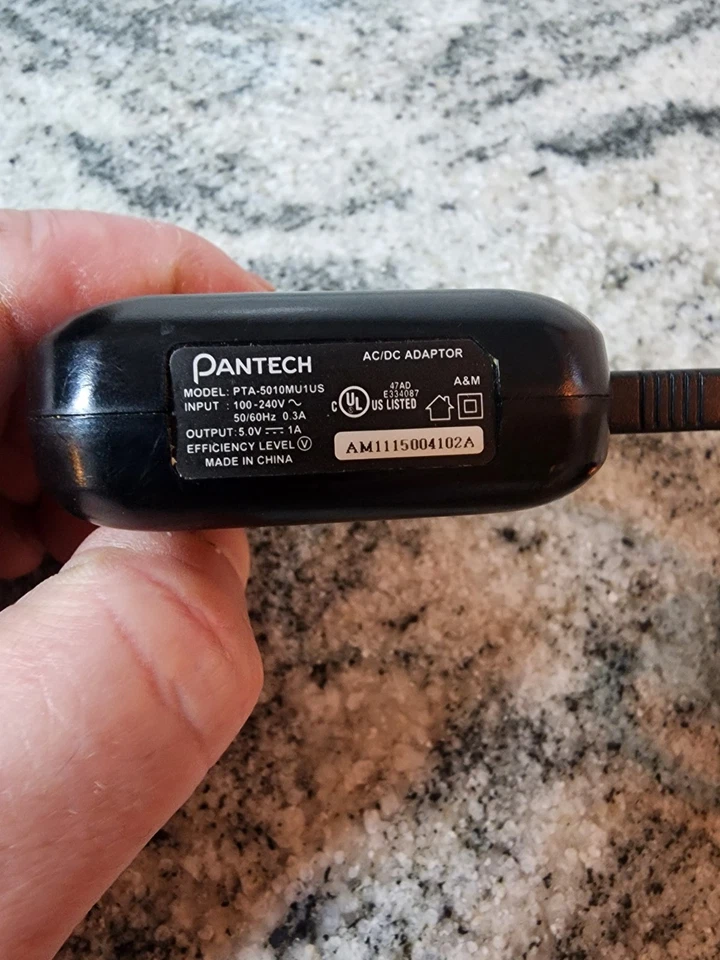 PANTECH
AC/DC ADAPTOR
MODEL: PTA-5010MU1US
INPUT : 100-240V ~
50/60Hz 0.3A
OUTPUT: 5.0V ⎓ 1A
EFFICIENCY LEVEL Ⓥ
MADE IN CHINA
47AD
E334087
C UL US LISTED
A&M
AM1115004102A